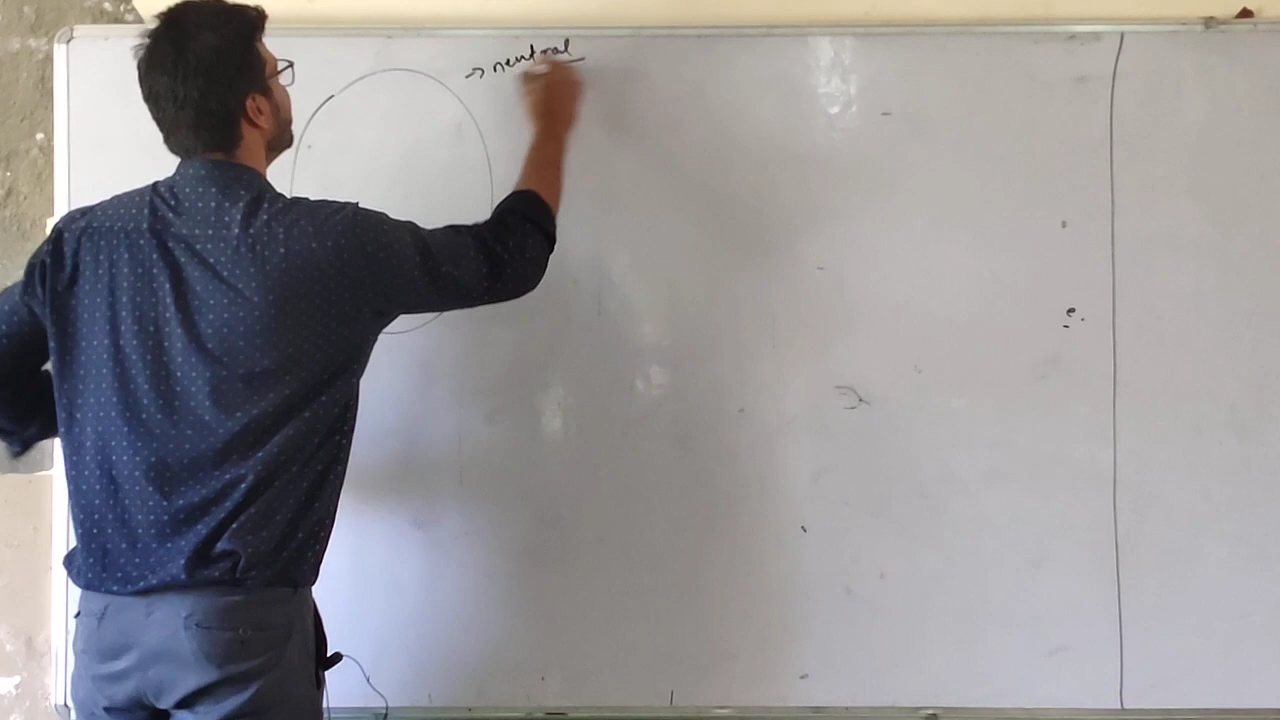 → neutral
e.